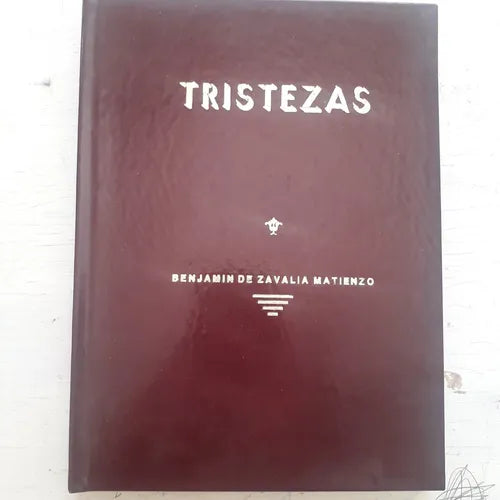 TRISTEZAS
BENJAMIN DE ZAVALIA MATIENZO